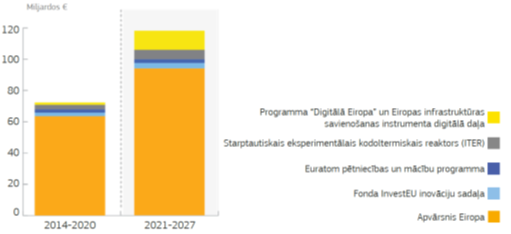 Miljardos €
120
100
80
60
40
20
0
2014-2020
2021-2027
Programma "Digitālā Eiropa" un Eiropas infrastruktūras
savienošanas instrumenta digitālā daļa
Starptautiskais eksperimentālais kodoltermiskais reaktors (ITER)
Euratom pētniecības un mācību programma
Fonda InvestEU inovāciju sadaļa
Apvārsnis Eiropa